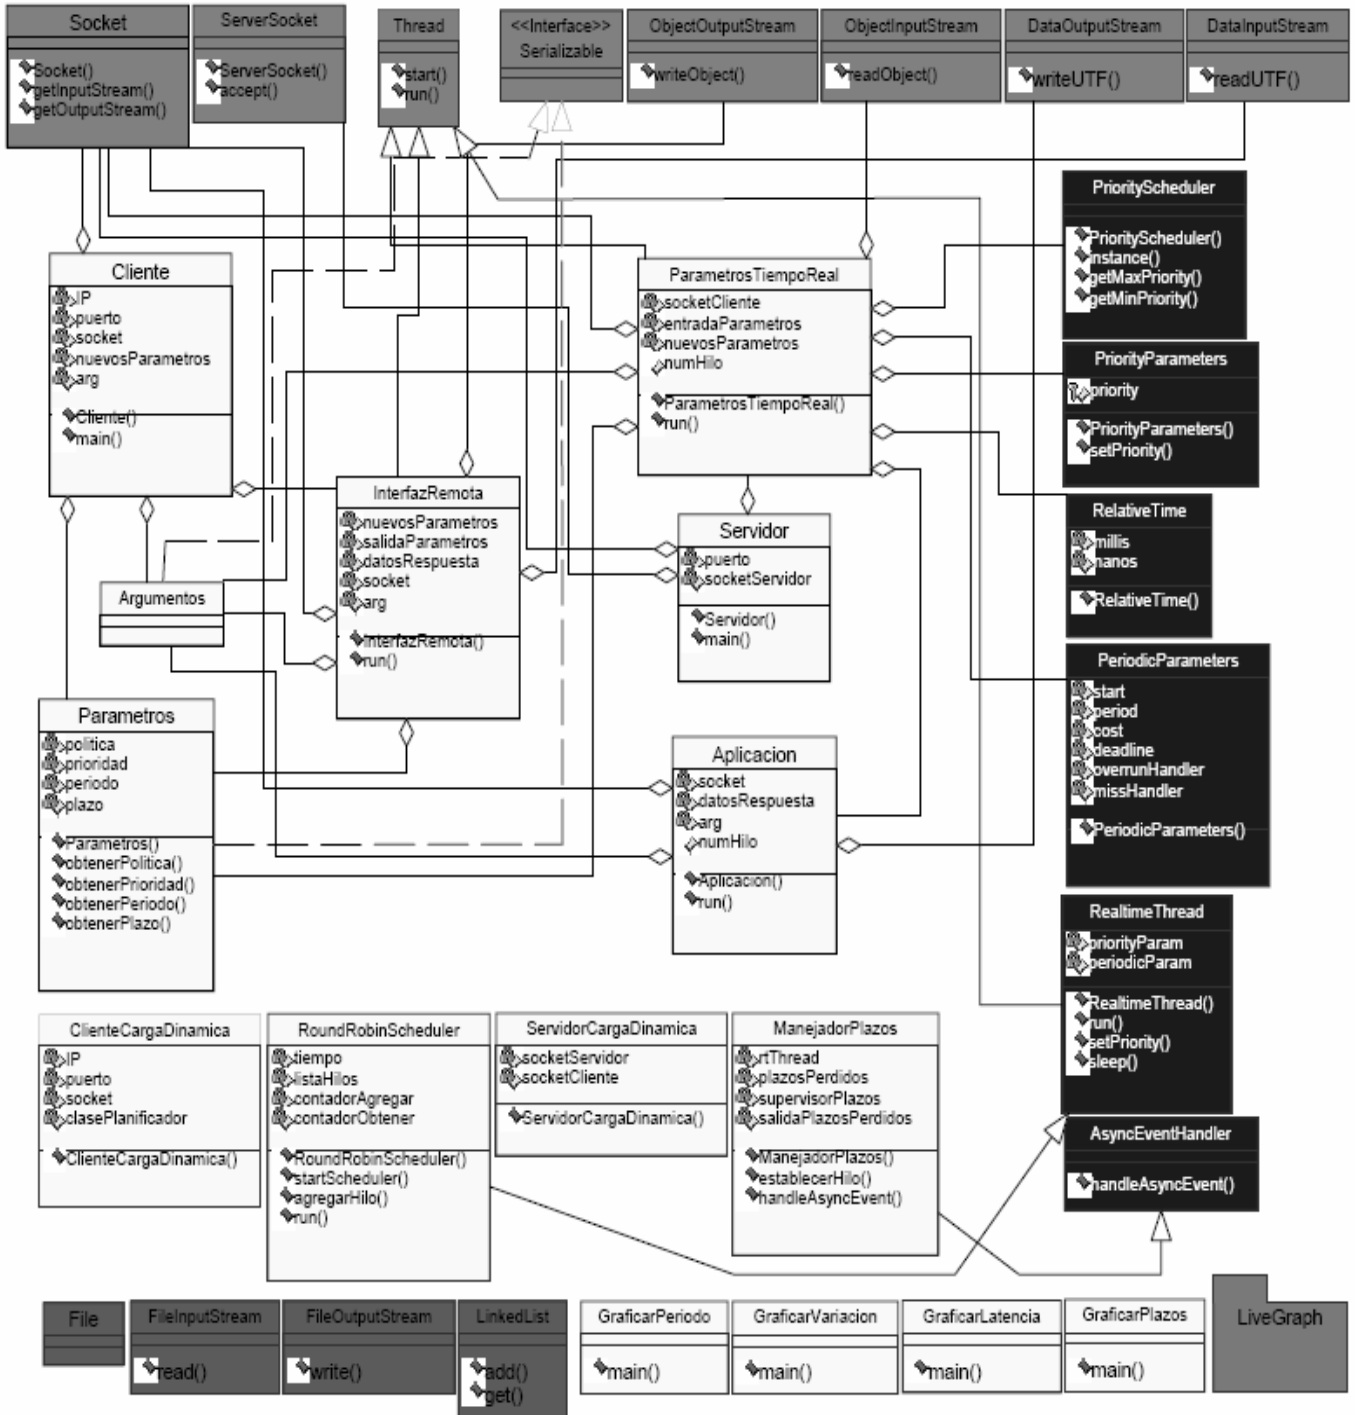 Socket
Socket()
getInputStream()
getOutputStream()
ServerSocket
ServerSocket()
accept()
Thread
start()
run()
<<Interface>>
Serializable
ObjectOutputStream
writeObject()
ObjectInputStream
readObject()
DataOutputStream
writeUTF()
DataInputStream
readUTF()
PriorityScheduler
PriorityScheduler()
instance()
getMaxPriority()
getMinPriority()
Cliente
IP
puerto
socket
nuevosParametros
arg
Cliente()
main()
ParametrosTiempoReal
socketCliente
entradaParametros
nuevosParametros
numHilo
ParametrosTiempoReal()
run()
PriorityParameters
priority
PriorityParameters()
setPriority()
InterfazRemota
nuevosParametros
salidaParametros
datosRespuesta
socket
arg
InterfazRemota()
run()
Servidor
puerto
socketServidor
Servidor()
main()
RelativeTime
millis
nanos
RelativeTime()
Argumentos
PeriodicParameters
start
period
cost
deadline
overrunHandler
missHandler
PeriodicParameters()
Parametros
politica
prioridad
periodo
plazo
Parametros()
obtenerPolitica()
obtenerPrioridad()
obtenerPeriodo()
obtenerPlazo()
Aplicacion
socket
datosRespuesta
arg
numHilo
Aplicacion()
run()
RealtimeThread
priorityParam
periodicParam
RealtimeThread()
run()
setPriority()
sleep()
ClienteCargaDinamica
IP
puerto
socket
clasePlanificador
ClienteCargaDinamica()
RoundRobinScheduler
tiempo
listaHilos
contadorAgregar
contadorObtener
RoundRobinScheduler()
startScheduler()
agregarHilo()
run()
ServidorCargaDinamica
socketServidor
socketCliente
ServidorCargaDinamica()
ManejadorPlazos
rtThread
plazosPerdidos
supervisorPlazos
salidaPlazosPerdidos
ManejadorPlazos()
establecerHilo()
handleAsyncEvent()
AsyncEventHandler
handleAsyncEvent()
File
FileInputStream
read()
FileOutputStream
write()
LinkedList
add()
get()
GraficarPeriodo
main()
GraficarVariacion
main()
GraficarLatencia
main()
GraficarPlazos
main()
LiveGraph